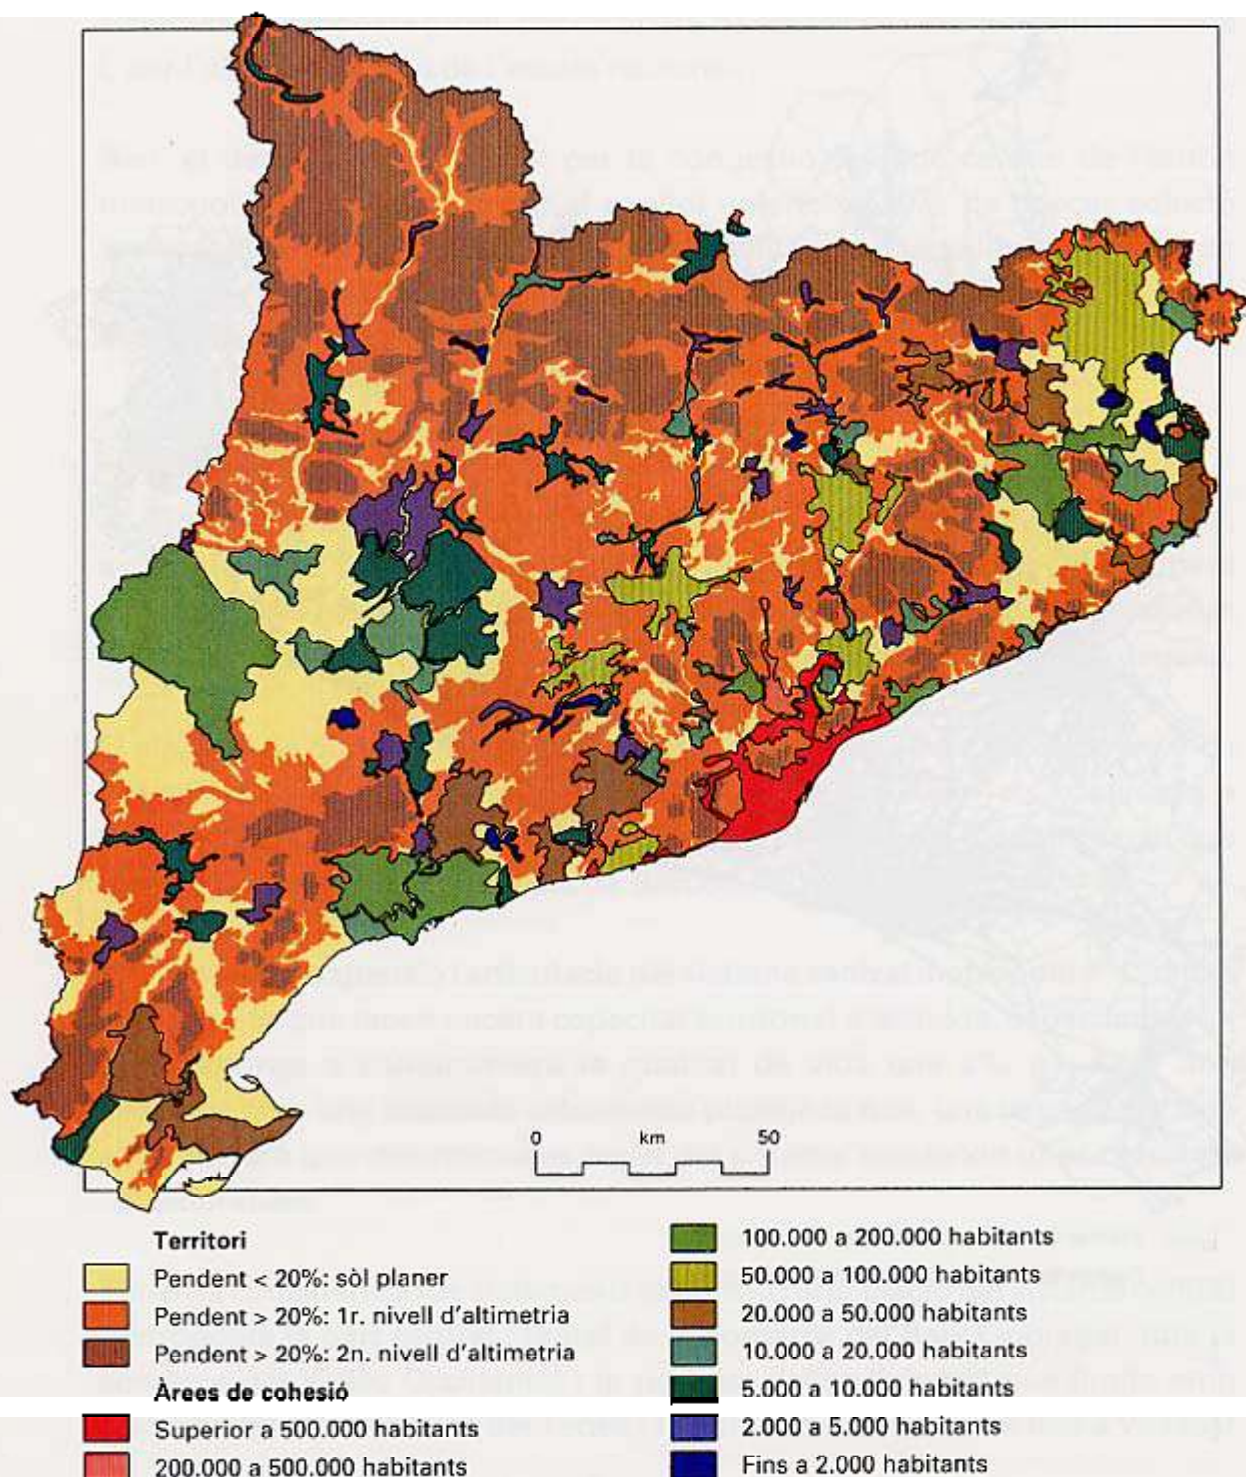 0 km 50
Territori
Pendent < 20%: sòl planer
Pendent > 20%: 1r. nivell d'altimetria
Pendent > 20%: 2n. nivell d'altimetria
Àrees de cohesió
Superior a 500.000 habitants
200.000 a 500.000 habitants
100.000 a 200.000 habitants
50.000 a 100.000 habitants
20.000 a 50.000 habitants
10.000 a 20.000 habitants
5.000 a 10.000 habitants
2.000 a 5.000 habitants
Fins a 2.000 habitants